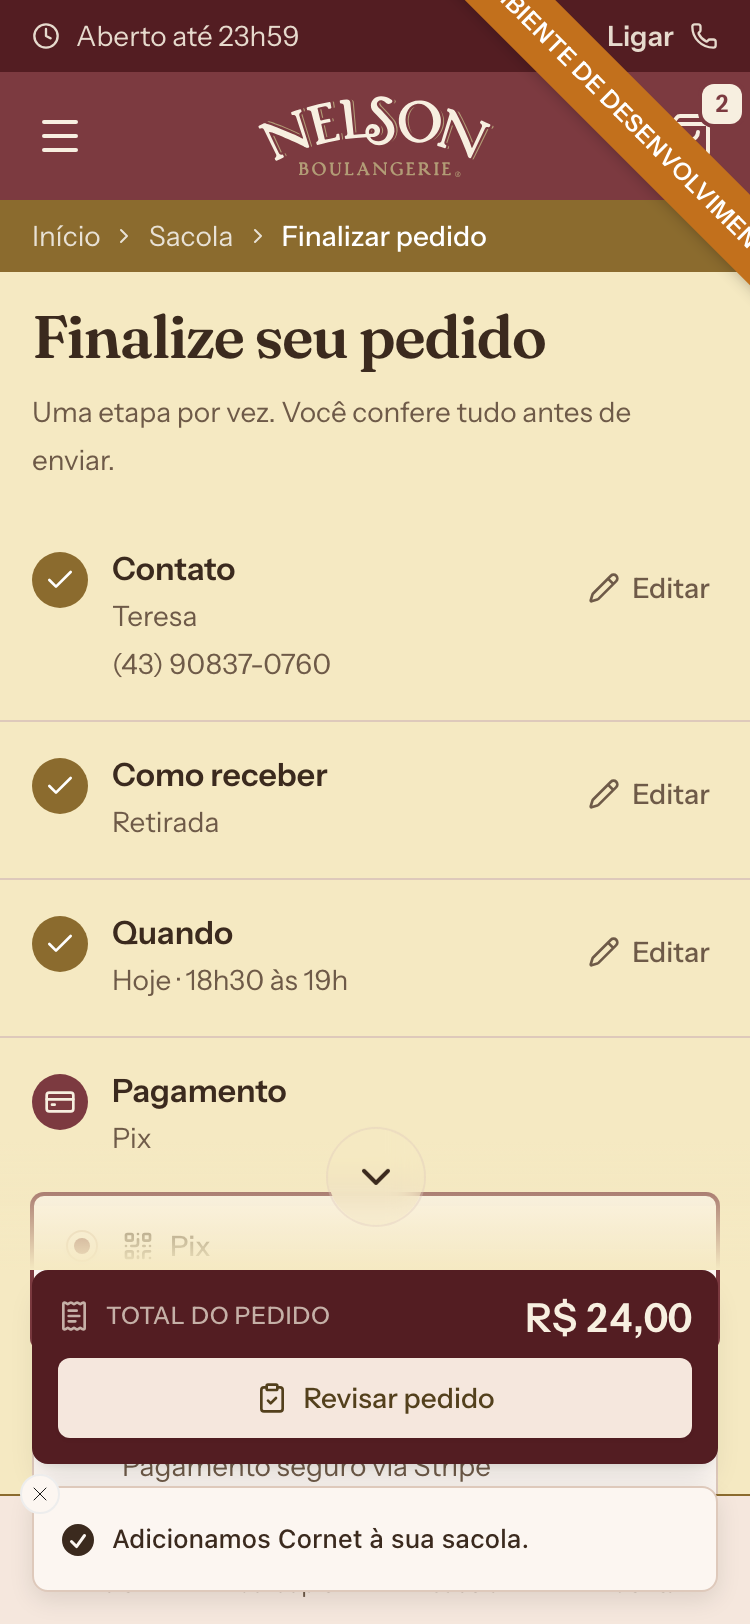 Aberto até 23h59
Ligar
BIENTE DE DESENVOLVIMEN
2
NELSON
BOULANGERIE
Início > Sacola > Finalizar pedido
Finalize seu pedido
Uma etapa por vez. Você confere tudo antes de
enviar.
Contato
Teresa
(43) 90837-0760
Editar
Como receber
Retirada
Editar
Quando
Hoje · 18h30 às 19h
Editar
Pagamento
Pix
Pix
TOTAL DO PEDIDO
R$ 24,00
Revisar pedido
Pagamento seguro via Stripe
Adicionamos Cornet à sua sacola.